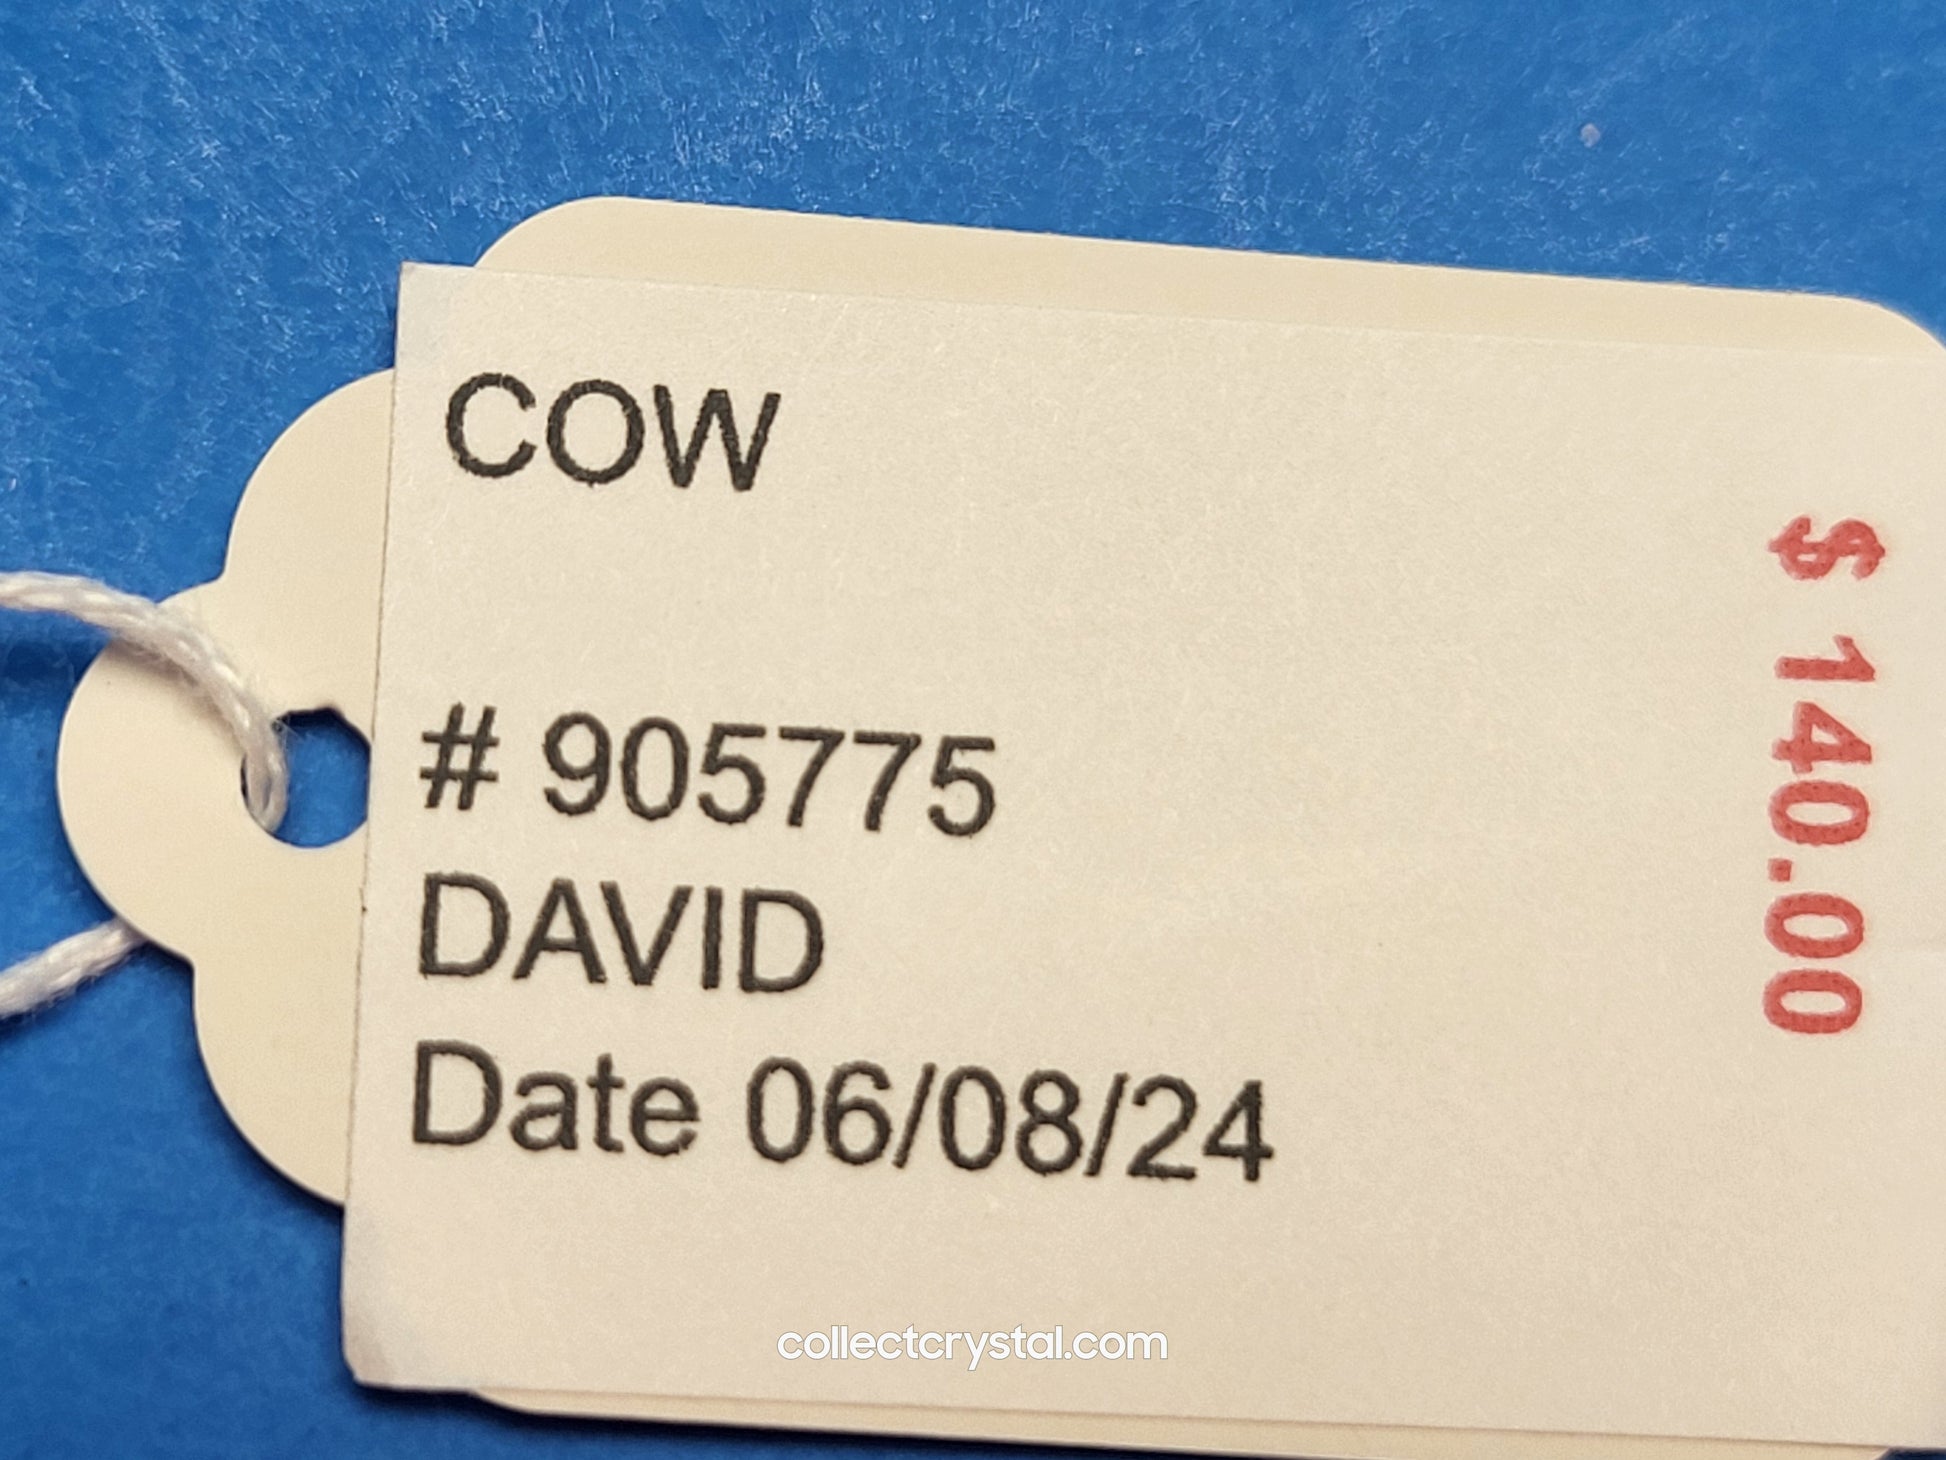 COW
# 905775
DAVID
Date 06/08/24
$ 140.00
collectcrystal.com